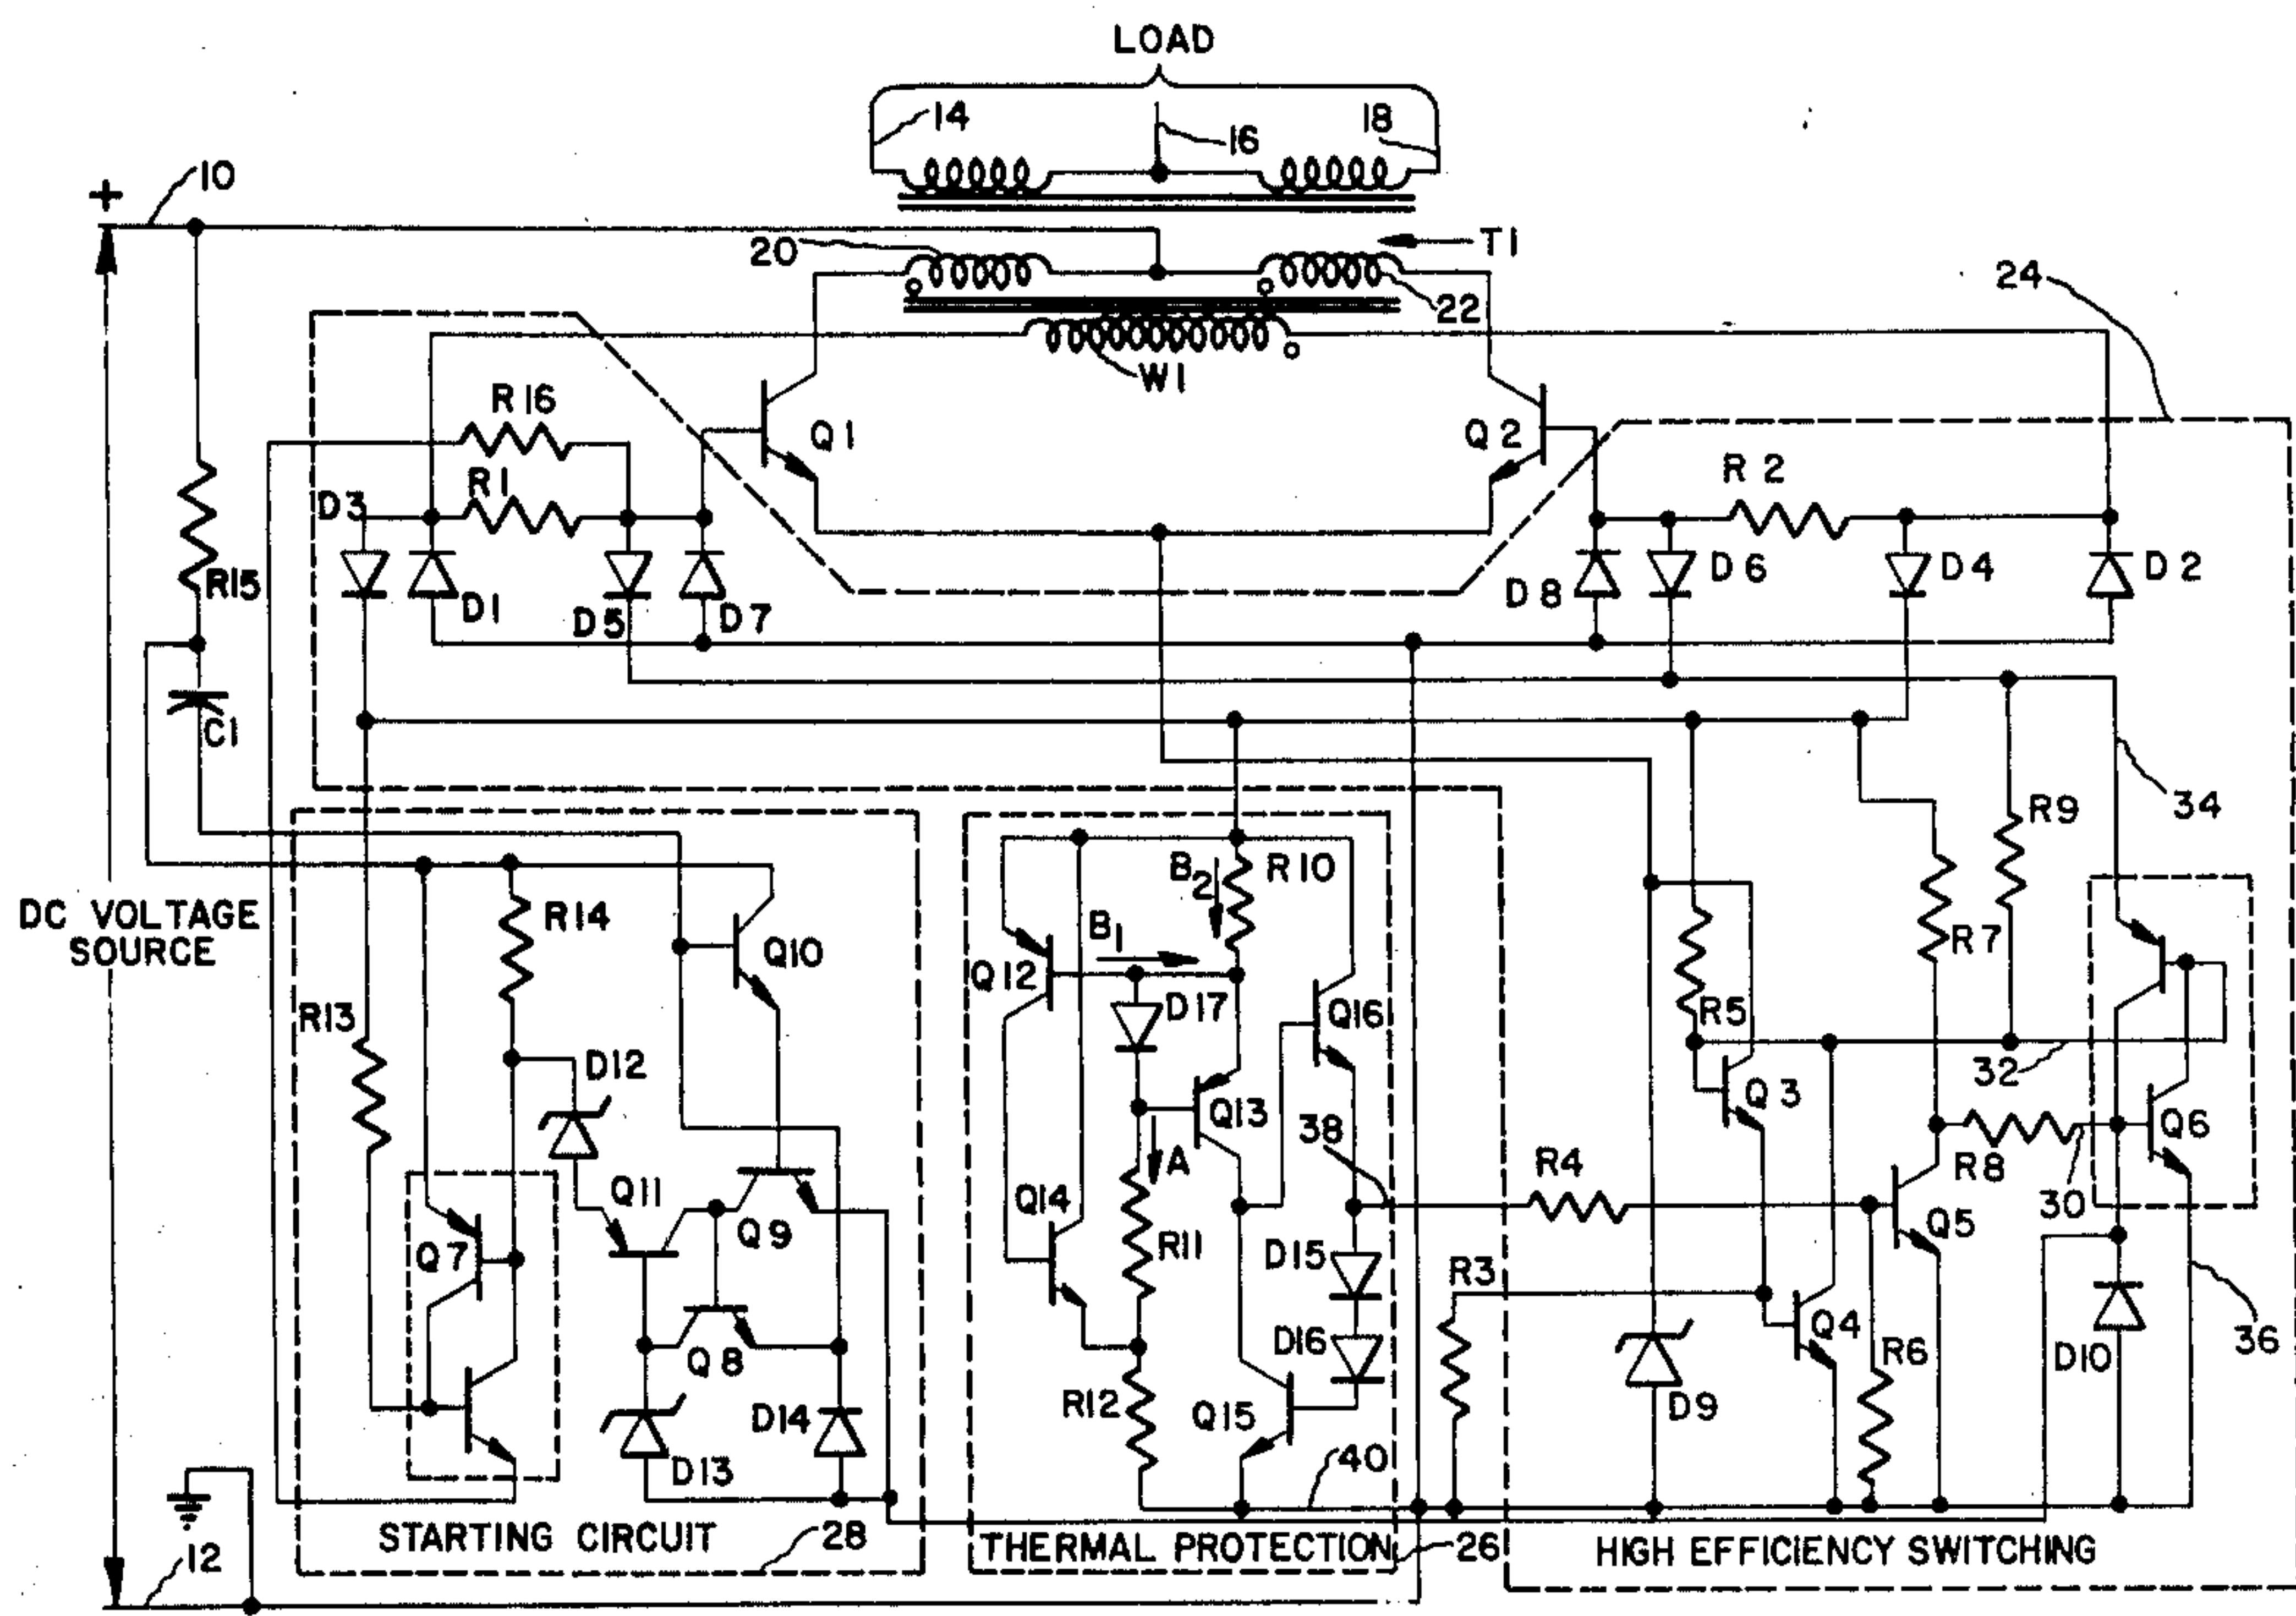 LOAD
14
16
18
10
+
20
T1
22
24
W1
R16
Q1
Q2
R2
R1
D3
R15
D1
D5
D7
D8
D6
D4
D2
C1
34
R9
B2
R10
DC VOLTAGE
SOURCE
R14
Q10
B1
Q12
D17
Q16
R7
R5
R13
D12
Q13
38
Q3
32
Q6
A
R4
R8
30
Q11
Q9
Q14
Q7
R11
D15
R3
Q5
Q8
D16
Q4
R6
D10
36
R12
Q15
D14
D9
D13
40
STARTING CIRCUIT
28
THERMAL PROTECTION
26
HIGH EFFICIENCY SWITCHING
12